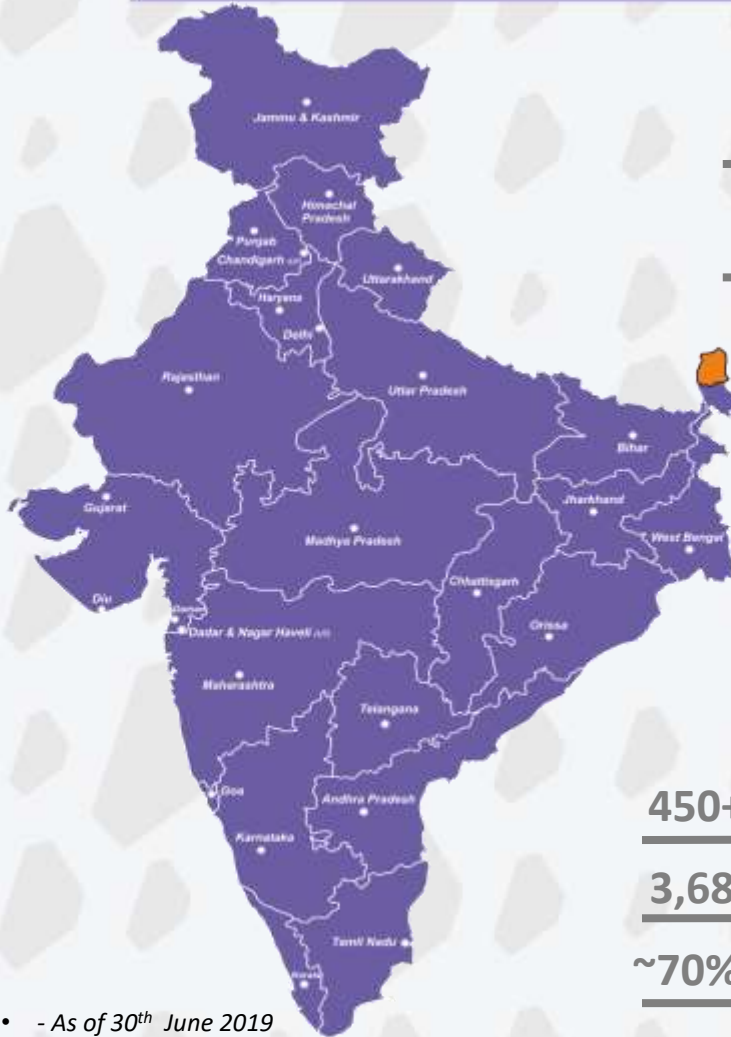 Jammu & Kashmir
Himachal
Pradesh
Punjab
Chandigarh (UT)
Uttarakhand
Haryana
Delhi
Rajasthan
Uttar Pradesh
Bihar
Gujarat
Jharkhand
Madhya Pradesh
West Bengal
Chhattisgarh
Diu
Daman
Orissa
Dadar & Nagar Haveli (UT)
Maharashtra
Telangana
Goa
Andhra Pradesh
450+
Karnataka
3,68
Tamil Nadu
~70%
Kerala
• - As of 30th June 2019